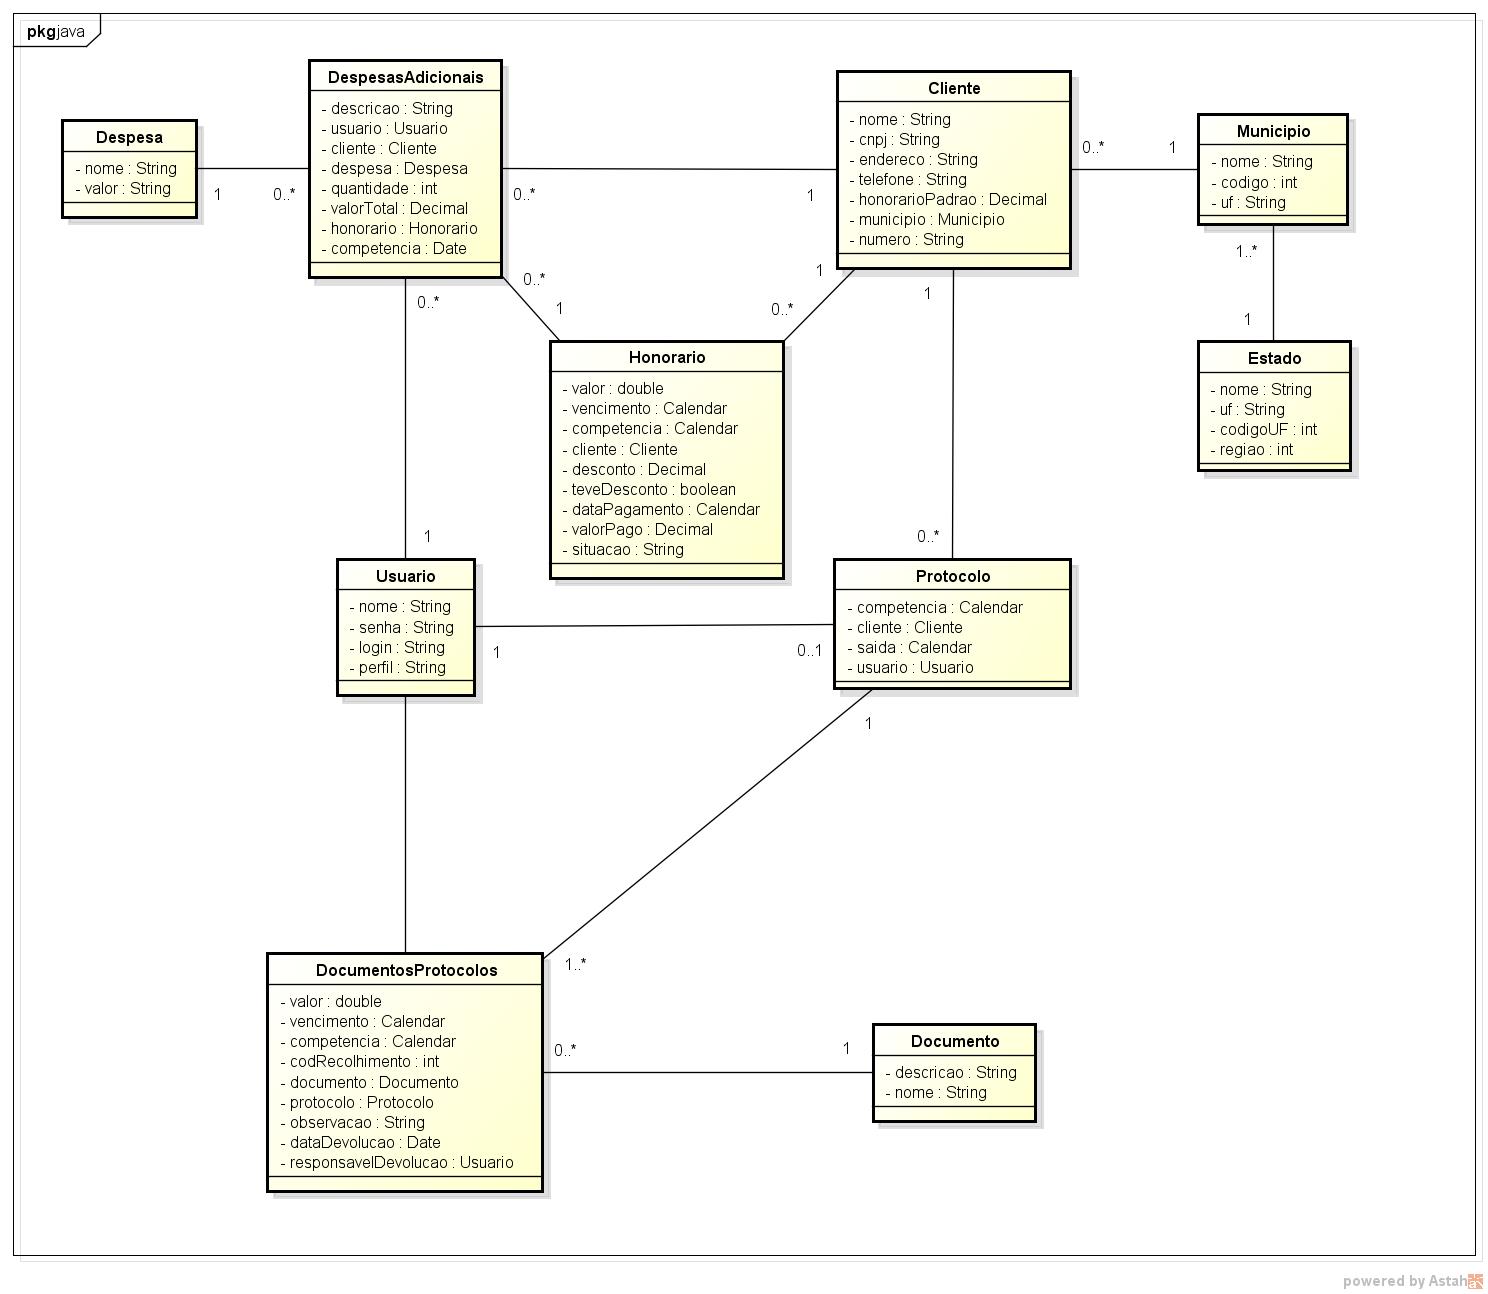 pkg java
DespesasAdicionais
- descricao : String
- usuario : Usuario
- cliente : Cliente
- despesa : Despesa
- quantidade : int
- valorTotal : Decimal
- honorario : Honorario
- competencia : Date
Cliente
- nome : String
- cnpj : String
- endereco : String
- telefone : String
- honorarioPadrao : Decimal
- municipio : Municipio
- numero : String
Despesa
- nome : String
- valor : String
Municipio
- nome : String
- codigo : int
- uf : String
1
0..*
0..*
1
0..*
1
0..*
1
0..*
1
0..*
1
0..*
1
1..*
1
Honorario
- valor : double
- vencimento : Calendar
- competencia : Calendar
- cliente : Cliente
- desconto : Decimal
- teveDesconto : boolean
- dataPagamento : Calendar
- valorPago : Decimal
- situacao : String
Estado
- nome : String
- uf : String
- codigoUF : int
- regiao : int
1
0..*
Usuario
- nome : String
- senha : String
- login : String
- perfil : String
1
0..1
Protocolo
- competencia : Calendar
- cliente : Cliente
- saida : Calendar
- usuario : Usuario
1
1..*
DocumentosProtocolos
- valor : double
- vencimento : Calendar
- competencia : Calendar
- codRecolhimento : int
- documento : Documento
- protocolo : Protocolo
- observacao : String
- dataDevolucao : Date
- responsavelDevolucao : Usuario
0..*
1
Documento
- descricao : String
- nome : String
powered by Astah